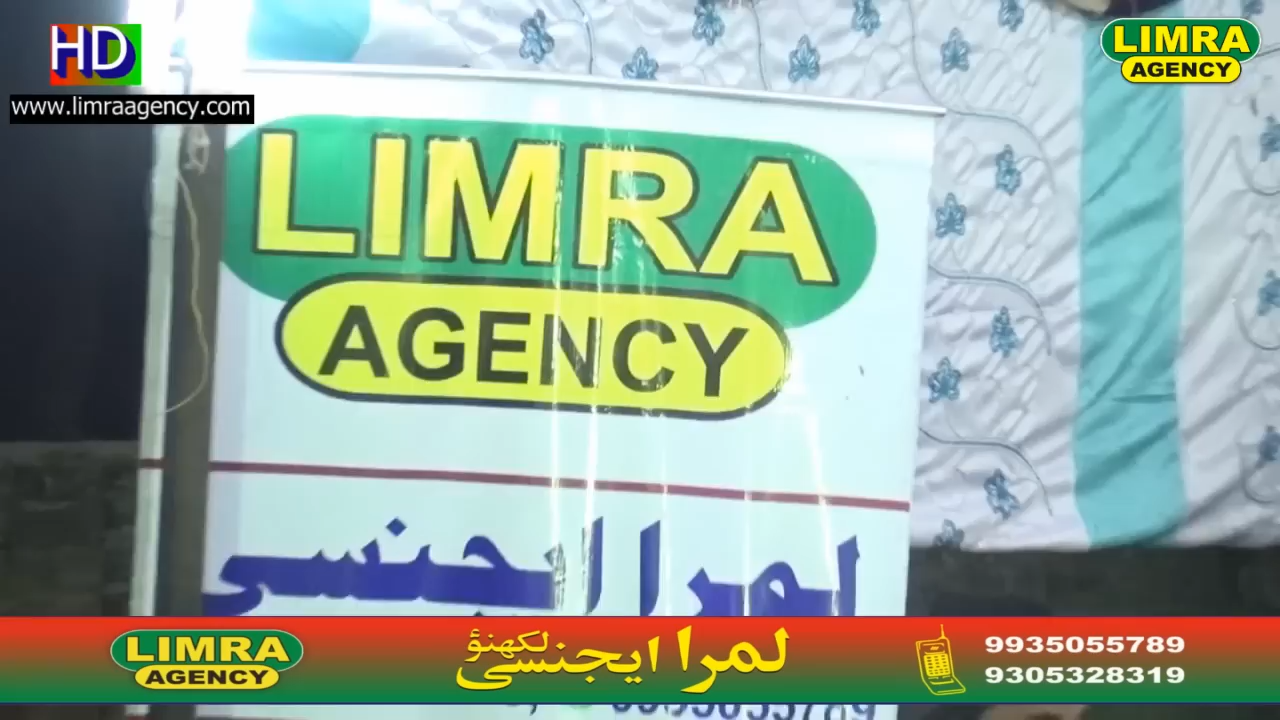 HD
www.limraagency.com
LIMRA
AGENCY
LIMRA
AGENCY
لمرا ایجنسی
LIMRA
AGENCY
لمرا ایجنسی لکھنؤ
9935055789
9305328319